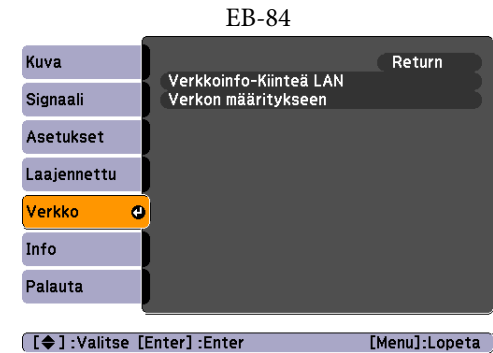 EB-84
Kuva
Signaali
Asetukset
Laajennettu
Verkko
Info
Palauta
Return
Verkkoinfo-Kiinteä LAN
Verkon määritykseen
[◆] :Valitse [Enter] :Enter [Menu]:Lopeta